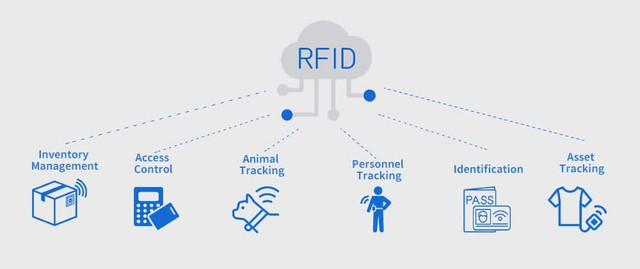 RFID
Inventory
Management
Access
Control
Animal
Tracking
Personnel
Tracking
Identification
Asset
Tracking
PASS